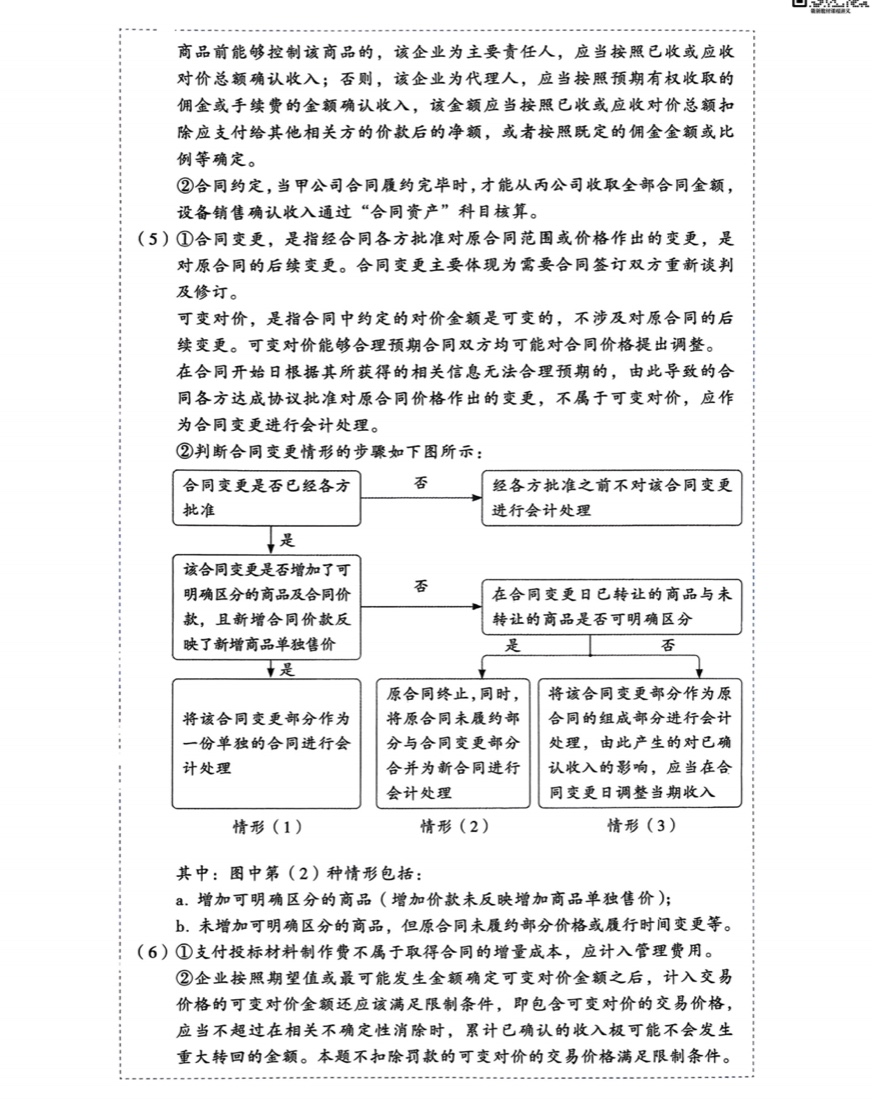 商品前能够控制该商品的，该企业为主要责任人，应当按照已收或应收
对价总额确认收入；否则，该企业为代理人，应当按照预期有权收取的
佣金或手续费的金额确认收入，该金额应当按照已收或应收对价总额扣
除应支付给其他相关方的价款后的净额，或者按照既定的佣金金额或比
例等确定。
②合同约定，当甲公司合同履约完毕时，才能从丙公司收取全部合同金额，
设备销售确认收入通过“合同资产”科目核算。
（5）①合同变更，是指经合同各方批准对原合同范围或价格作出的变更，是
对原合同的后续变更。合同变更主要体现为需要合同签订双方重新谈判
及修订。
可变对价，是指合同中约定的对价金额是可变的，不涉及对原合同的后
续变更。可变对价能够合理预期合同双方均可能对合同价格提出调整。
在合同开始日根据其所获得的相关信息无法合理预期的，由此导致的合
同各方达成协议批准对原合同价格作出的变更，不属于可变对价，应作
为合同变更进行会计处理。
②判断合同变更情形的步骤如下图所示：
合同变更是否已经各方
批准
否
经各方批准之前不对该合同变更
进行会计处理
是
该合同变更是否增加了可
明确区分的商品及合同价
款，且新增合同价款反
映了新增商品单独售价
否
在合同变更日已转让的商品与未
转让的商品是否可明确区分
是
是
否
将该合同变更部分作为
一份单独的合同进行会
计处理
原合同终止，同时，
将原合同未履约部
分与合同变更部分
合并为新合同进行
会计处理
将该合同变更部分作为原
合同的组成部分进行会计
处理，由此产生的对已确
认收入的影响，应当在合
同变更日调整当期收入
情形（1）
情形（2）
情形（3）
其中：图中第（2）种情形包括：
a. 增加可明确区分的商品（增加价款未反映增加商品单独售价）；
b. 未增加可明确区分的商品，但原合同未履约部分价格或履行时间变更等。
（6）①支付投标材料制作费不属于取得合同的增量成本，应计入管理费用。
②企业按照期望值或最可能发生金额确定可变对价金额之后，计入交易
价格的可变对价金额还应该满足限制条件，即包含可变对价的交易价格，
应当不超过在相关不确定性消除时，累计已确认的收入极可能不会发生
重大转回的金额。本题不扣除罚款的可变对价的交易价格满足限制条件。